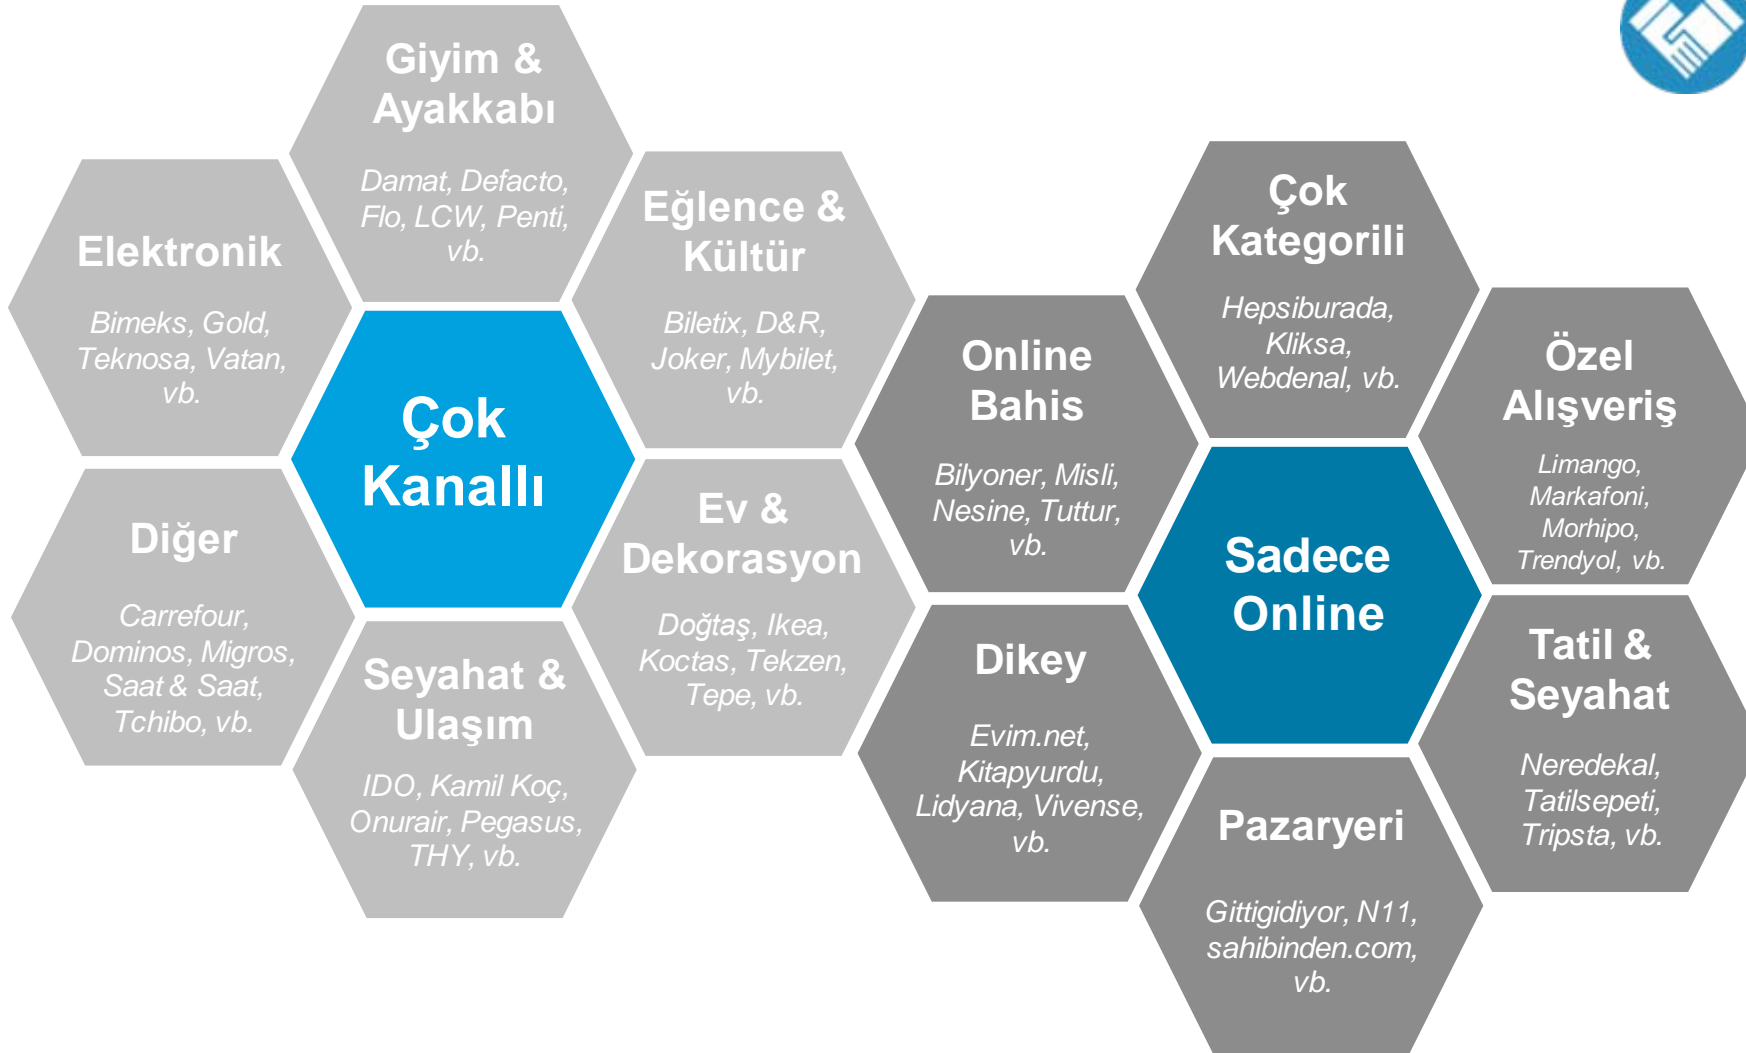 Giyim &
Ayakkabı
Damat, Defacto,
Flo, LCW, Penti,
vb.
Elektronik
Bimeks, Gold,
Teknosa, Vatan,
vb.
Eğlence &
Kültür
Biletix, D&R,
Joker, Mybilet,
vb.
Çok
Kanallı
Diğer
Carrefour,
Dominos, Migros,
Saat & Saat,
Tchibo, vb.
Ev &
Dekorasyon
Doğtaş, Ikea,
Koctas, Tekzen,
Tepe, vb.
Seyahat &
Ulaşım
IDO, Kamil Koç,
Onurair, Pegasus,
THY, vb.
Çok
Kategorili
Hepsiburada,
Kliksa,
Webdenal, vb.
Online
Bahis
Bilyoner, Misli,
Nesine, Tuttur,
vb.
Özel
Alışveriş
Limango,
Markafoni,
Morhipo,
Trendyol, vb.
Sadece
Online
Dikey
Evim.net,
Kitapyurdu,
Lidyana, Vivense,
vb.
Tatil &
Seyahat
Neredekal,
Tatilsepeti,
Tripsta, vb.
Pazaryeri
Gittigidiyor, N11,
sahibinden.com,
vb.